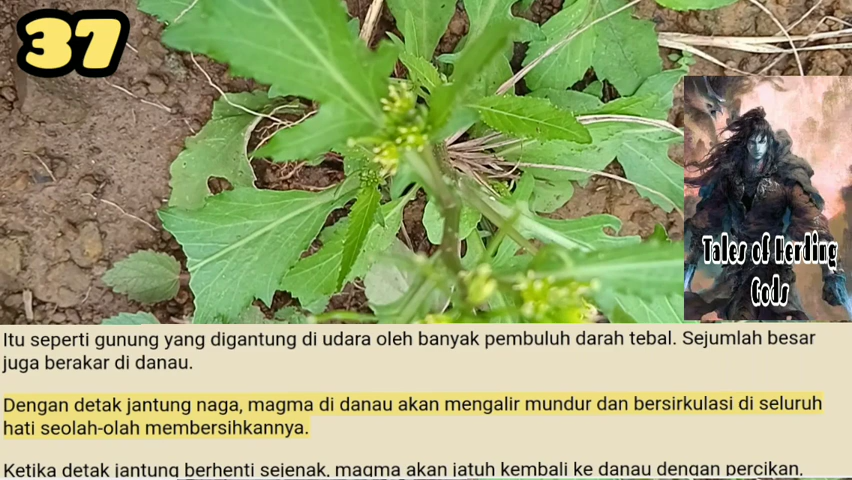 37
Tales of Herding
Gods
Itu seperti gunung yang digantung di udara oleh banyak pembuluh darah tebal. Sejumlah besar
juga berakar di danau.
Dengan detak jantung naga, magma di danau akan mengalir mundur dan bersirkulasi di seluruh
hati seolah-olah membersihkannya.
Ketika detak jantung berhenti sejenak, magma akan jatuh kembali ke danau dengan percikan,